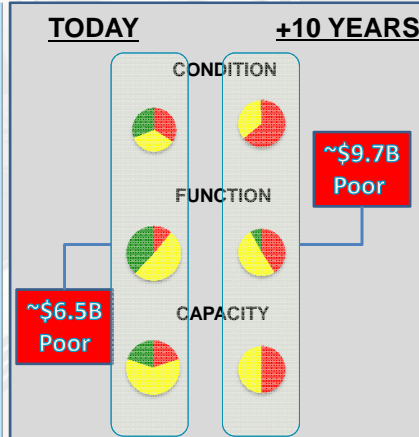 TODAY
+10 YEARS
CONDITION
~$9.7B
Poor
FUNCTION
~$6.5B
Poor
CAPACITY